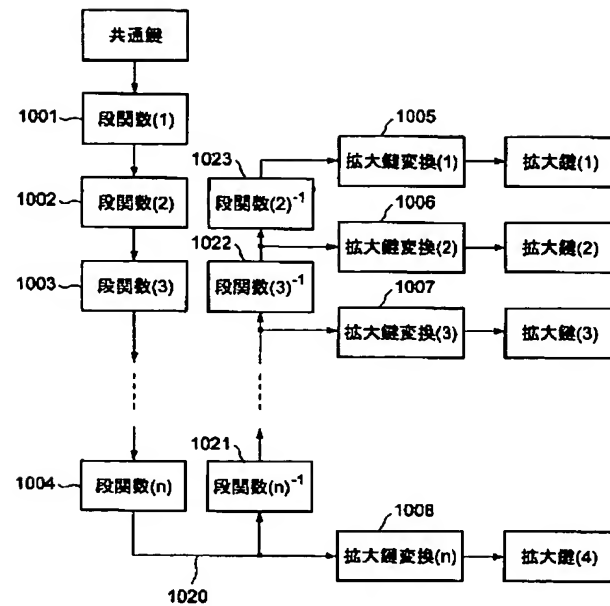 共通鍵
1001
段関数(1)
1002
段関数(2)
1003
段関数(3)
1004
段関数(n)
1020
1023
段関数(2)-1
1022
段関数(3)-1
1021
段関数(n)-1
1005
拡大鍵変換(1)
拡大鍵(1)
1006
拡大鍵変換(2)
拡大鍵(2)
1007
拡大鍵変換(3)
拡大鍵(3)
1008
拡大鍵変換(n)
拡大鍵(4)